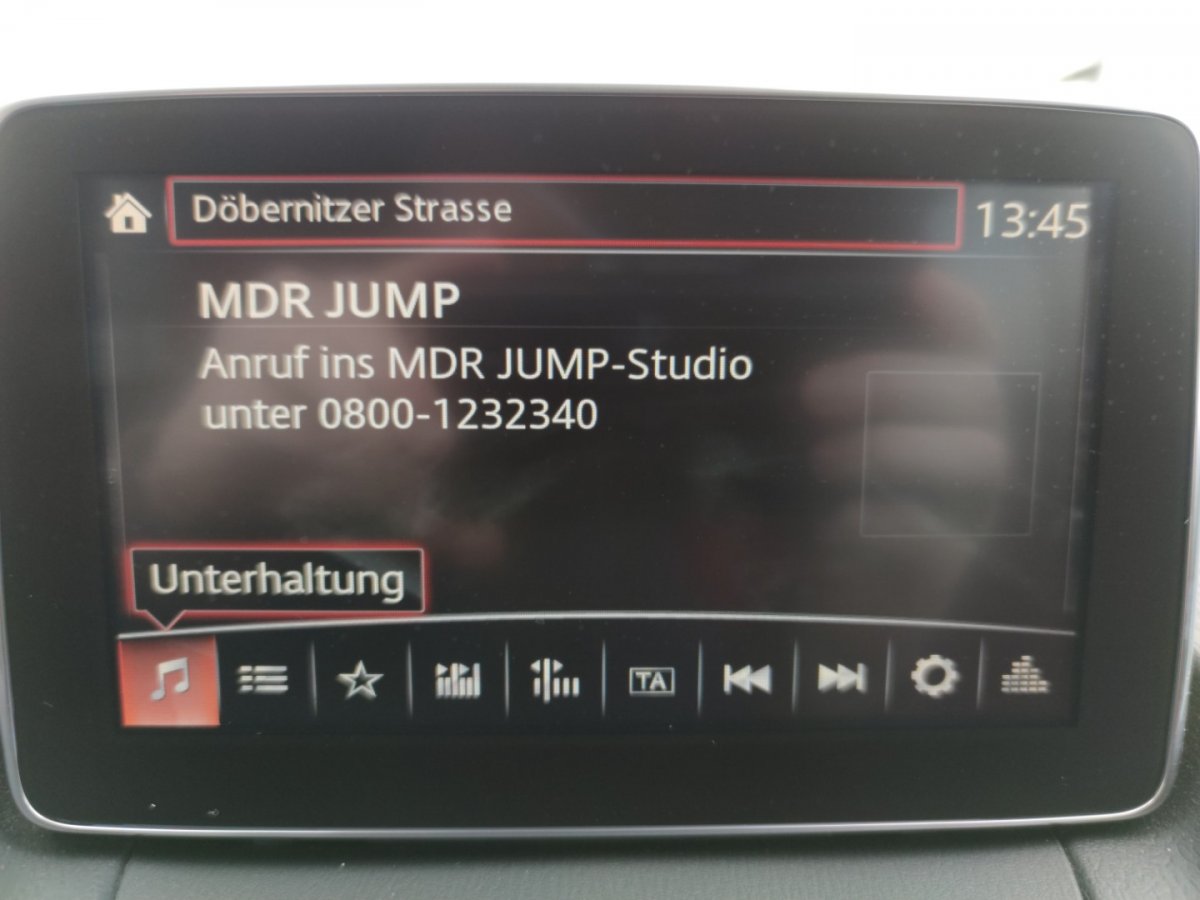 Döbernitzer Strasse
13:45
MDR JUMP
Anruf ins MDR JUMP-Studio
unter 0800-1232340
Unterhaltung
TA